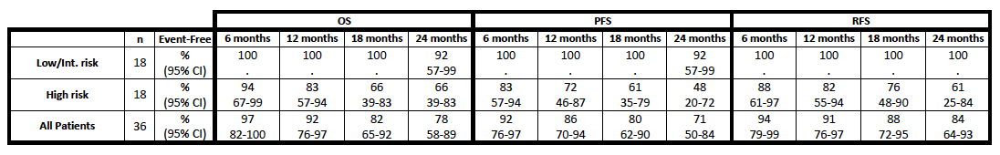 OS PFS RFS
n Event-Free 6 months 12 months 18 months 24 months 6 months 12 months 18 months 24 months 6 months 12 months 18 months 24 months
Low/Int. risk 18 % 100 100 100 92 100 100 100 92 100 100 100 100
(95% CI) . . . 57-99 . . . 57-99 . . . .
High risk 18 % 94 83 66 66 83 72 61 48 88 82 76 61
(95% CI) 67-99 57-94 39-83 39-83 57-94 46-87 35-79 20-72 61-97 55-94 48-90 25-84
All Patients 36 % 97 92 82 78 92 86 80 71 94 91 88 84
(95% CI) 82-100 76-97 65-92 58-89 76-97 70-94 62-90 50-84 79-99 76-97 72-95 64-93